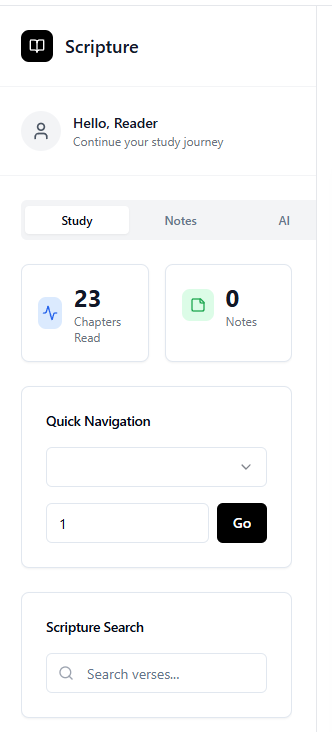 Scripture
Hello, Reader
Continue your study journey
Study Notes AI
23
Chapters
Read
0
Notes
Quick Navigation
1 Go
Scripture Search
Search verses...